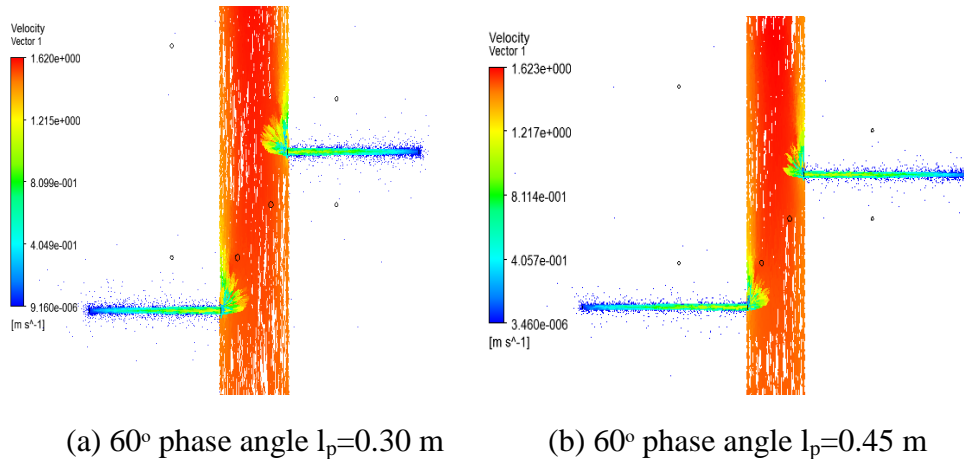 Velocity
Vector 1
1.620e+000
1.215e+000
8.099e-001
4.049e-001
9.160e-006
[m s^-1]
Velocity
Vector 1
1.623e+000
1.217e+000
8.114e-001
4.057e-001
3.460e-006
[m s^-1]
(a) 60º phase angle lₚ=0.30 m
(b) 60º phase angle lₚ=0.45 m